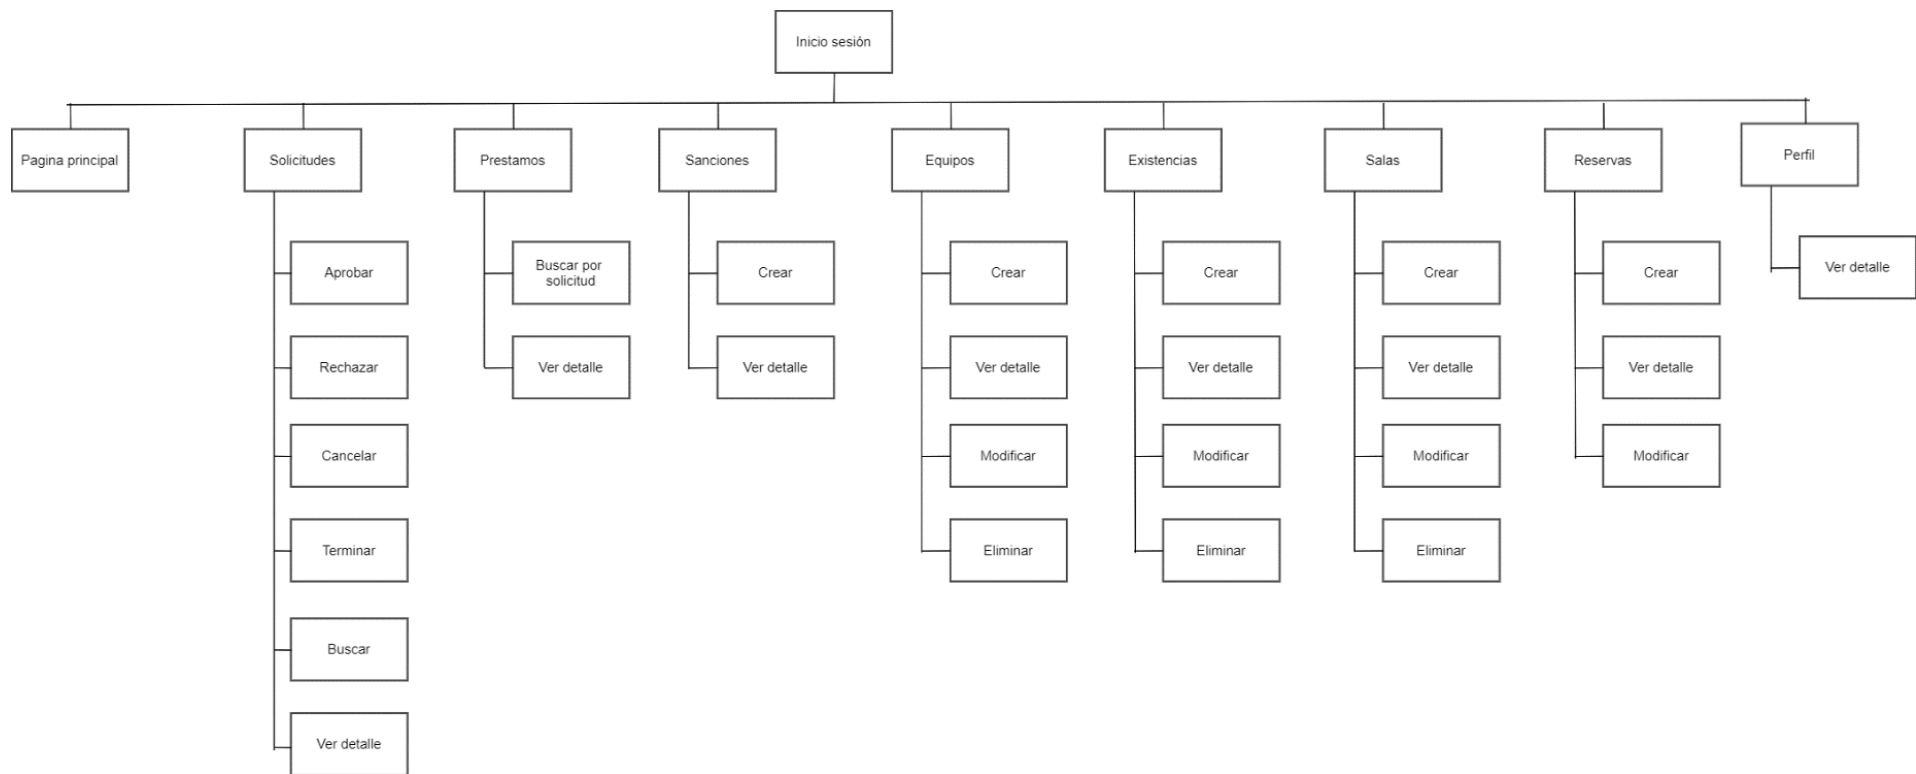 Inicio sesión
Pagina principal
Solicitudes
Prestamos
Sanciones
Equipos
Existencias
Salas
Reservas
Perfil
Aprobar
Rechazar
Cancelar
Terminar
Buscar
Ver detalle
Buscar por
solicitud
Ver detalle
Crear
Ver detalle
Crear
Ver detalle
Modificar
Eliminar
Crear
Ver detalle
Modificar
Eliminar
Crear
Ver detalle
Modificar
Eliminar
Crear
Ver detalle
Modificar
Ver detalle